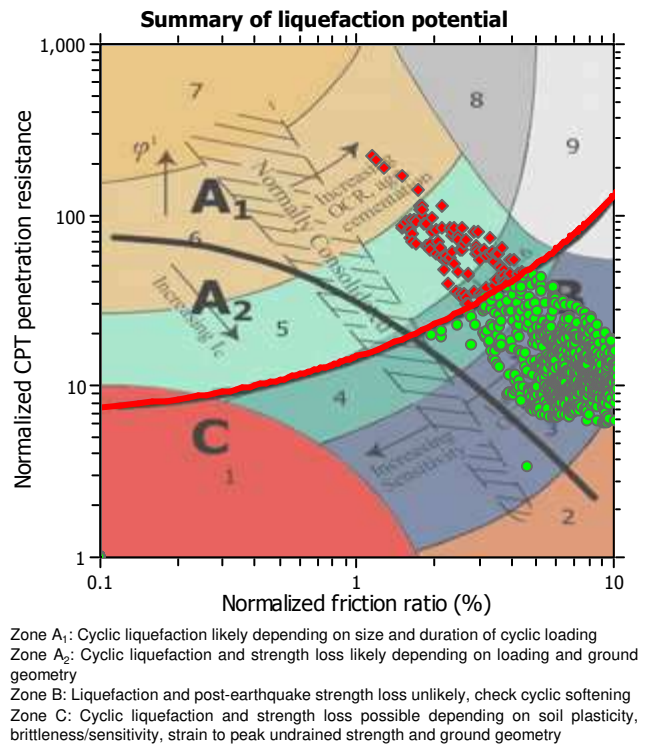 Summary of liquefaction potential
Normalized CPT penetration resistance
1,000
100
10
1
0.1
1
10
Normalized friction ratio (%)
7
8
9
φ'
A1
Normally Consolidated
Increasing
OCR, age
cementation
6
A2
Increasing Ic
5
B
4
C
1
Increasing
Sensitivity
3
2
Zone A1: Cyclic liquefaction likely depending on size and duration of cyclic loading
Zone A2: Cyclic liquefaction and strength loss likely depending on loading and ground
geometry
Zone B: Liquefaction and post-earthquake strength loss unlikely, check cyclic softening
Zone C: Cyclic liquefaction and strength loss possible depending on soil plasticity,
brittleness/sensitivity, strain to peak undrained strength and ground geometry